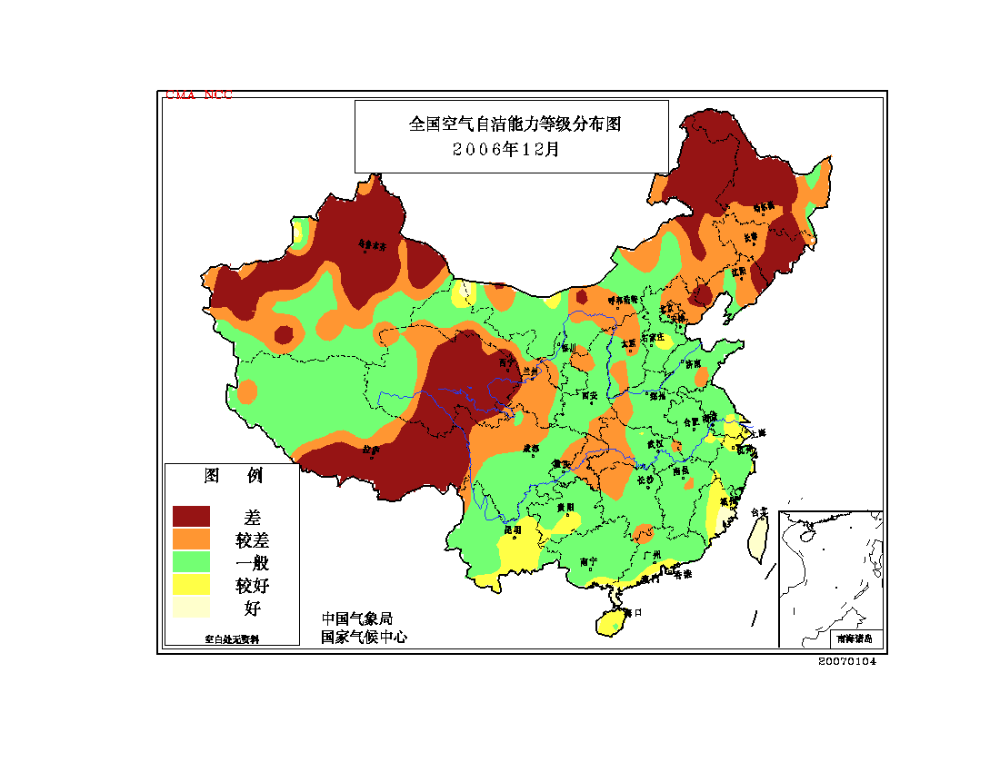 CMA NCC
全国空气自洁能力等级分布图
2006年12月
哈尔滨
乌鲁木齐
长春
沈阳
呼和浩特
北京
天津
银川
太原
石家庄
西宁
济南
兰州
西安
郑州
合肥
南京
上海
拉萨
成都
武汉
杭州
重庆
南昌
长沙
福州
贵阳
台北
昆明
南宁
广州
澳门
香港
海口
图 例
差
较差
一般
较好
好
空白处无资料
中国气象局
国家气候中心
南海诸岛
20070104